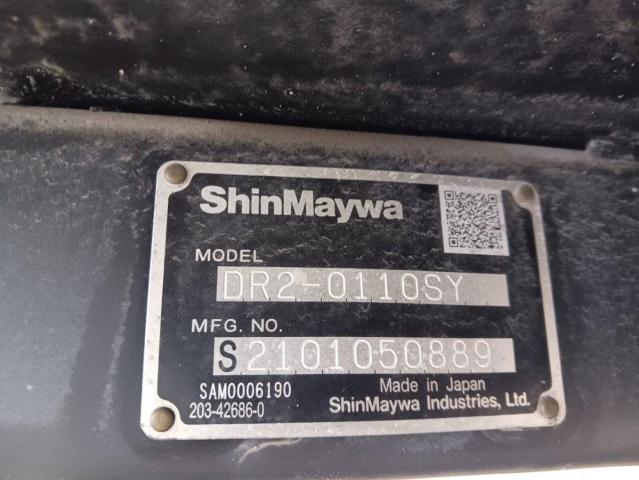 ShinMaywa
MODEL
DR2-0110SY
MFG. NO.
S2101050889
SAM0006190
203-42686-0
Made in Japan
ShinMaywa Industries, Ltd.